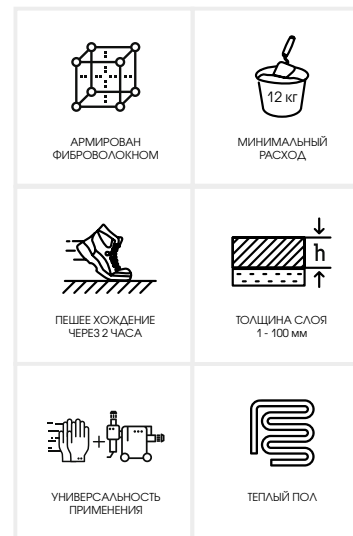 АРМИРОВАН
ФИБРОВОЛОКНОМ
12 кг
МИНИМАЛЬНЫЙ
РАСХОД
ПЕШЕЕ ХОЖДЕНИЕ
ЧЕРЕЗ 2 ЧАСА
h
ТОЛЩИНА СЛОЯ
1 - 100 мм
+
УНИВЕРСАЛЬНОСТЬ
ПРИМЕНЕНИЯ
ТЕПЛЫЙ ПОЛ